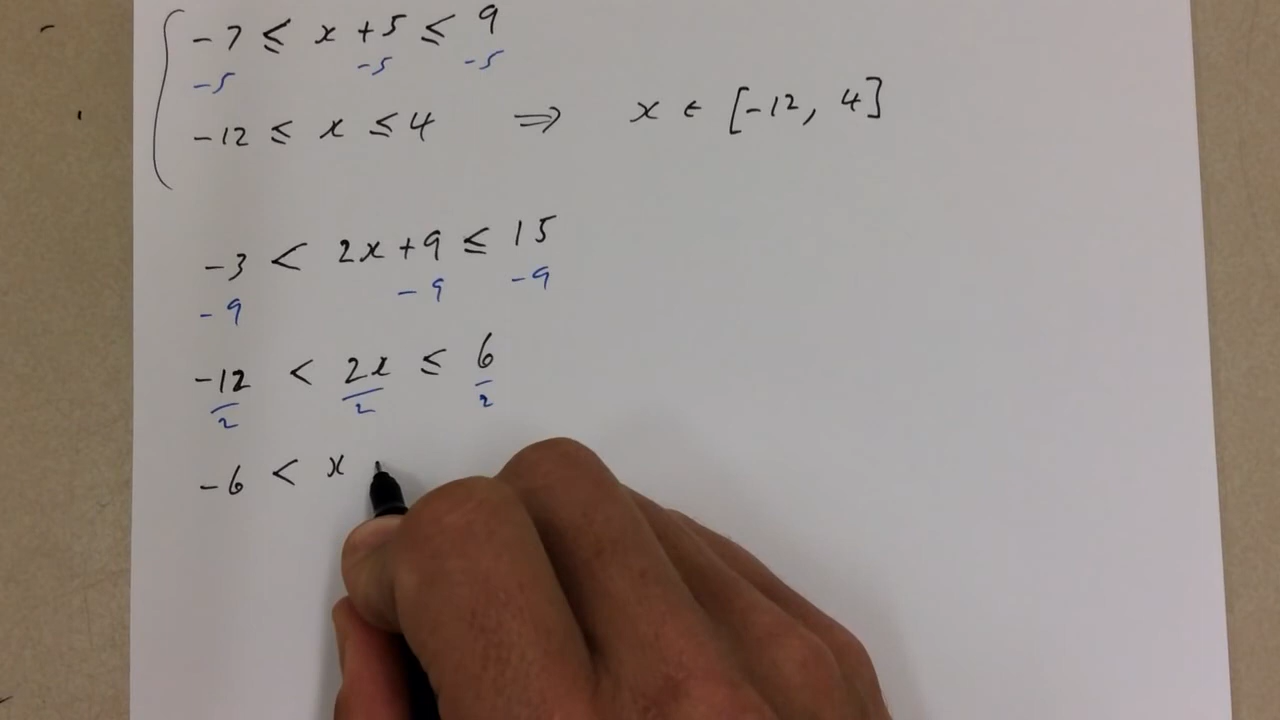 -7 ≤ x + 5 ≤ 9
-5 -5 -5
-12 ≤ x ≤ 4 ⇒ x ∈ [-12, 4]
-3 < 2x + 9 ≤ 15
-9 -9 -9
-12 < 2x ≤ 6
2 2 2
-6 < x